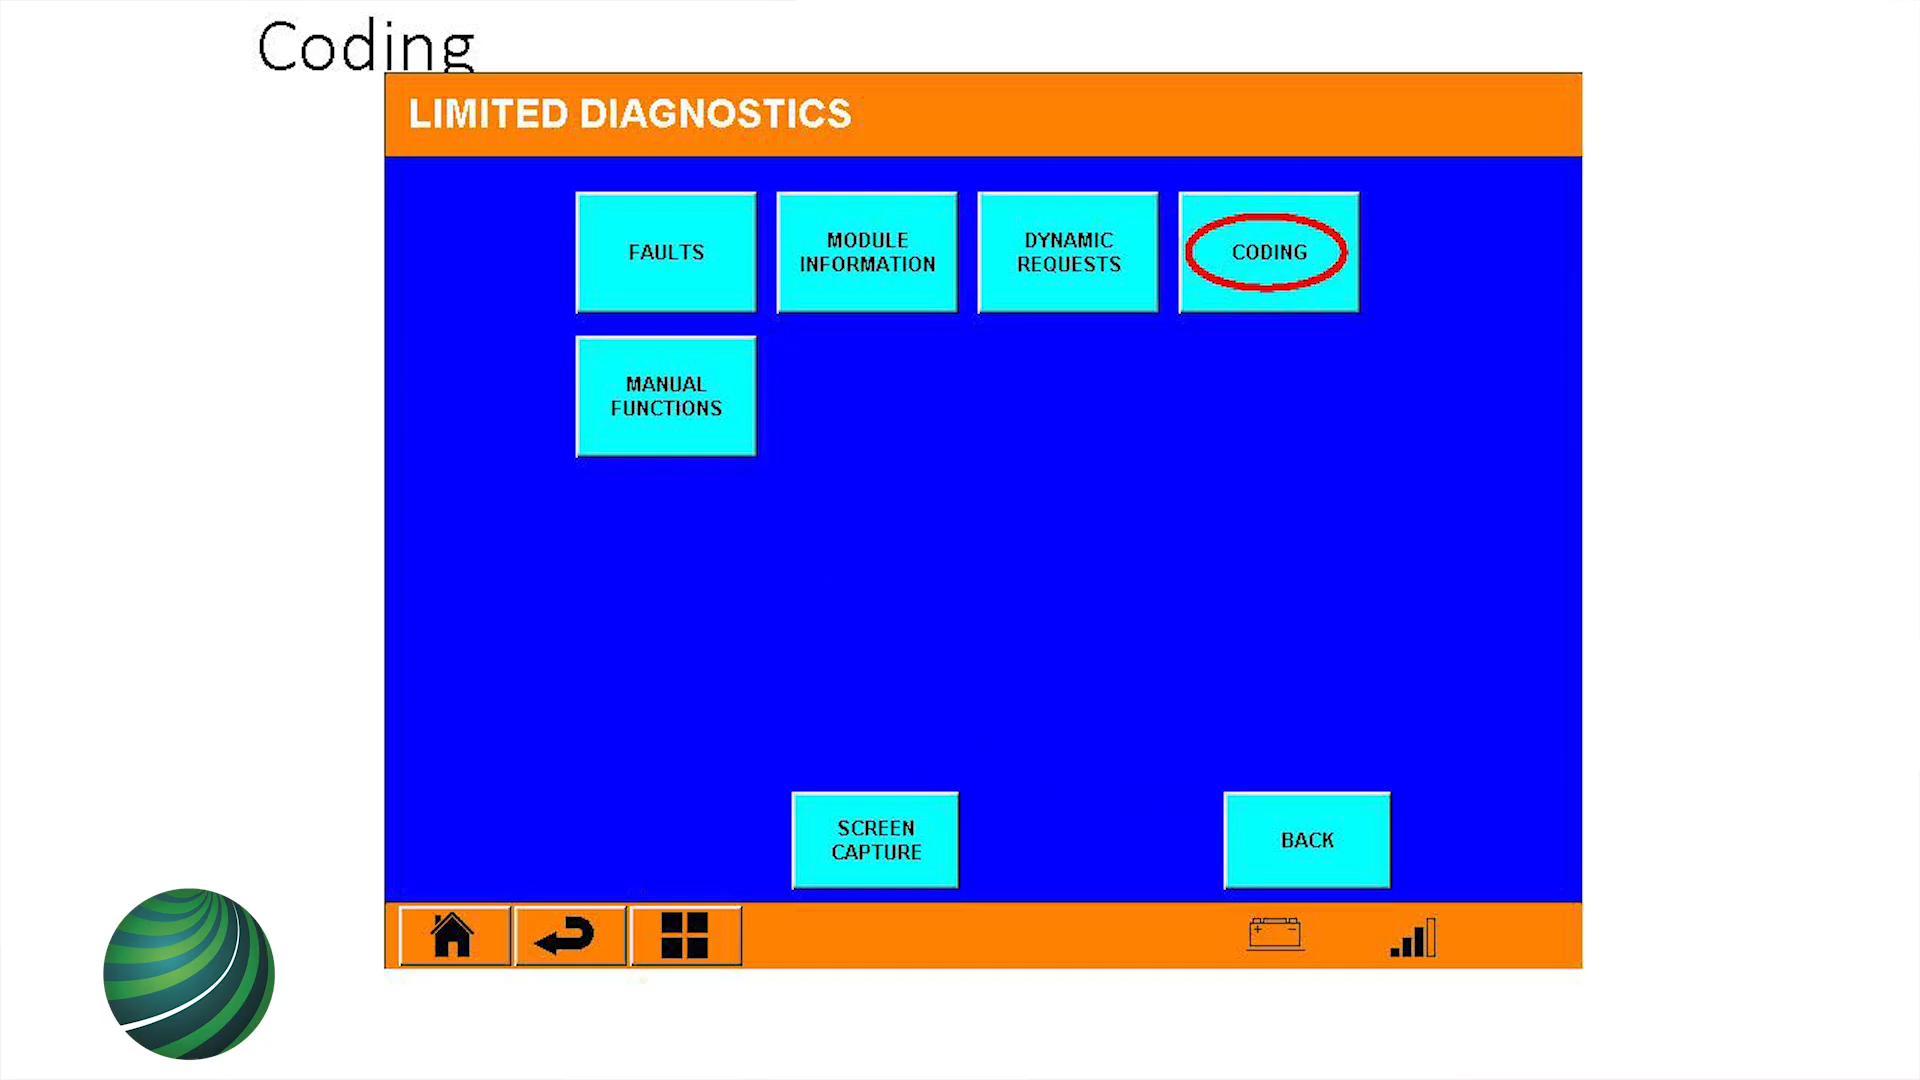 Coding
LIMITED DIAGNOSTICS
FAULTS
MODULE
INFORMATION
DYNAMIC
REQUESTS
CODING
MANUAL
FUNCTIONS
SCREEN
CAPTURE
BACK